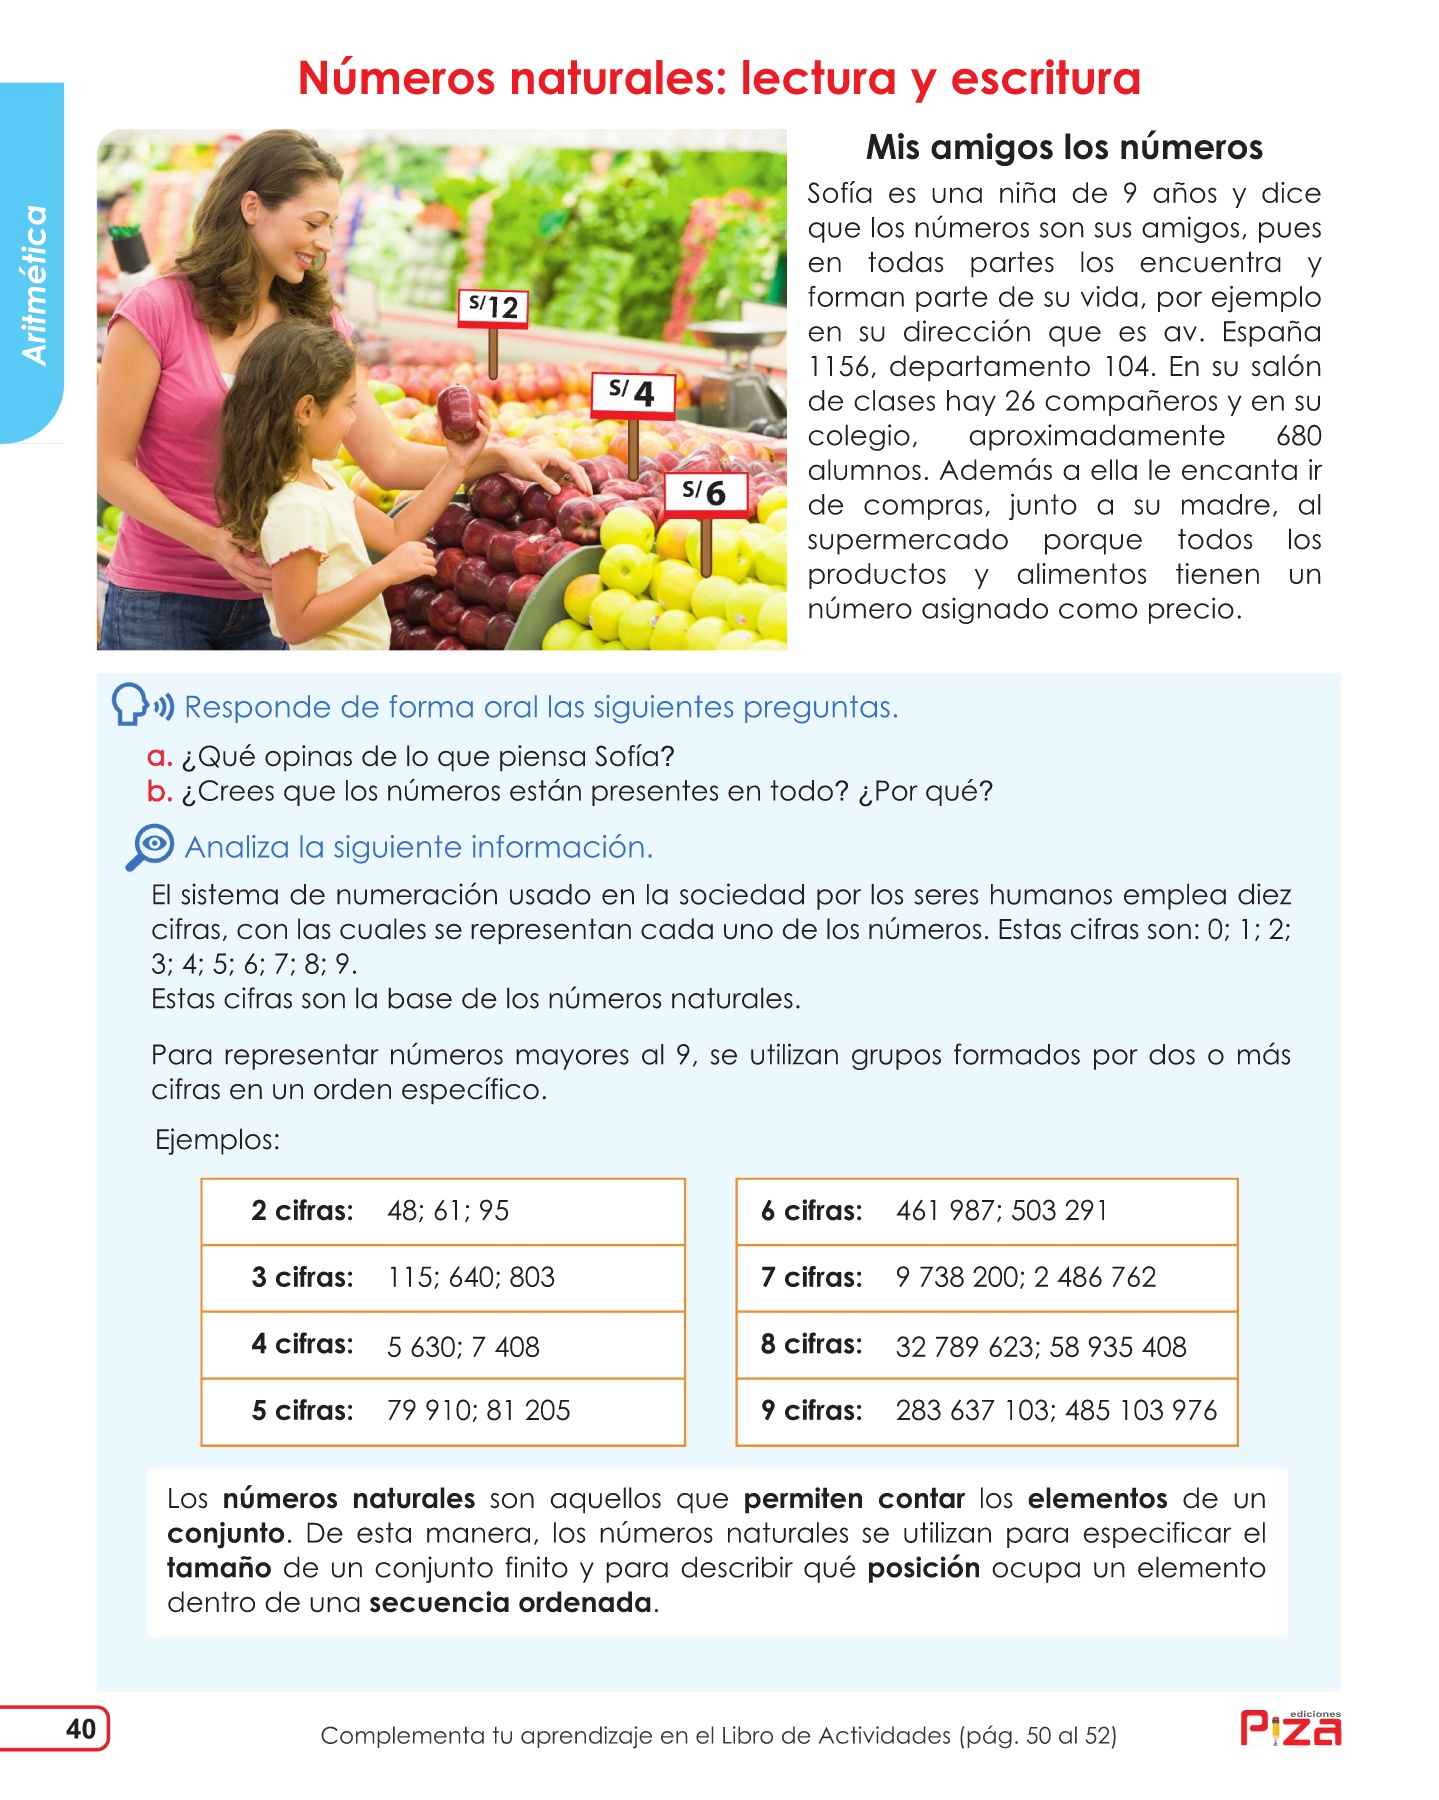 Números naturales: lectura y escritura
Aritmética
S/12
S/ 4
S/6
Mis amigos los números
Sofía es una niña de 9 años y dice
que los números son sus amigos, pues
en todas partes los encuentra y
forman parte de su vida, por ejemplo
en su dirección que es av. España
1156, departamento 104. En su salón
de clases hay 26 compañeros y en su
colegio, aproximadamente 680
alumnos. Además a ella le encanta ir
de compras, junto a su madre, al
supermercado porque todos los
productos y alimentos tienen un
número asignado como precio.
Responde de forma oral las siguientes preguntas.
a. ¿Qué opinas de lo que piensa Sofía?
b. ¿Crees que los números están presentes en todo? ¿Por qué?
Analiza la siguiente información.
El sistema de numeración usado en la sociedad por los seres humanos emplea diez
cifras, con las cuales se representan cada uno de los números. Estas cifras son: 0; 1; 2;
3; 4; 5; 6; 7; 8; 9.
Estas cifras son la base de los números naturales.
Para representar números mayores al 9, se utilizan grupos formados por dos o más
cifras en un orden específico.
Ejemplos:
2 cifras: 48; 61; 95
3 cifras: 115; 640; 803
4 cifras: 5 630; 7 408
5 cifras: 79 910; 81 205
6 cifras: 461 987; 503 291
7 cifras: 9 738 200; 2 486 762
8 cifras: 32 789 623; 58 935 408
9 cifras: 283 637 103; 485 103 976
Los números naturales son aquellos que permiten contar los elementos de un
conjunto. De esta manera, los números naturales se utilizan para especificar el
tamaño de un conjunto finito y para describir qué posición ocupa un elemento
dentro de una secuencia ordenada.
40
Complementa tu aprendizaje en el Libro de Actividades (pág. 50 al 52)
ediciones
Piza